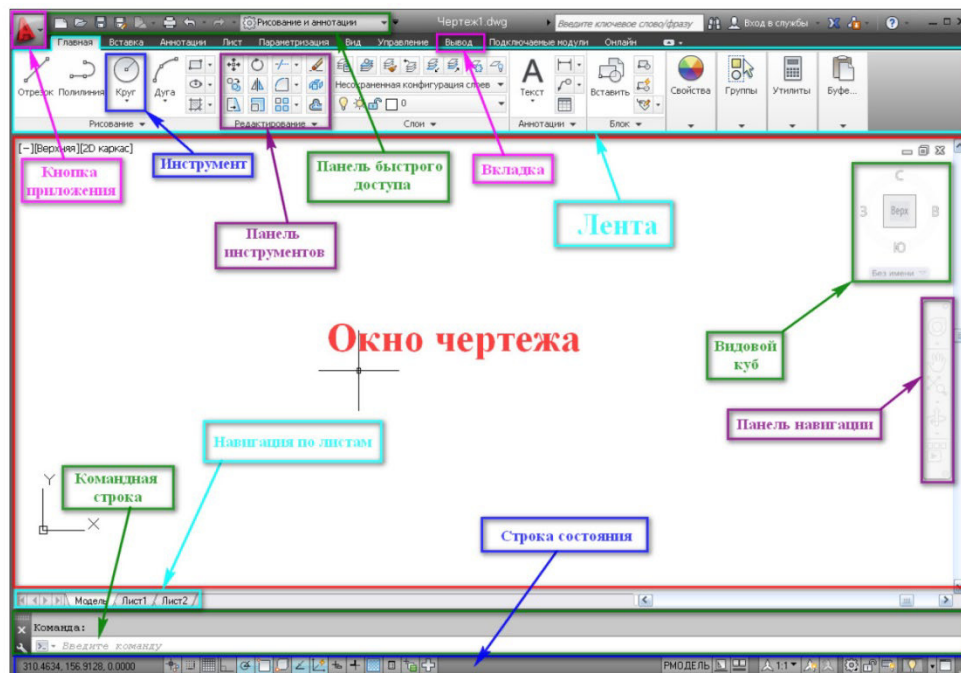 Рисование и аннотации
Чертеж1.dwg
Введите ключевое слово/фразу
Вход в службы
Главная Вставка Аннотации Лист Параметризация Вид Управление Вывод Подключаемые модули Онлайн
Отрезок Полилиния Круг Дуга
Несохраненная конфигурация слоев
0
Текст
Вставить
Свойства Группы Утилиты Буфе...
Рисование Редактирование Слои Аннотации Блок
[−][Верхняя][2D каркас]
Кнопка
приложения
Инструмент
Панель быстрого
доступа
Вкладка
Панель
инструментов
Лента
С
З Верх В
Ю
Без имени
Окно чертежа
Видовой
куб
Панель навигации
Навигация по листам
Командная
строка
Y
X
Строка состояния
Модель Лист1 Лист2
Команда:
Введите команду
310.4634, 156.9128, 0.0000
РМОДЕЛЬ
1:1